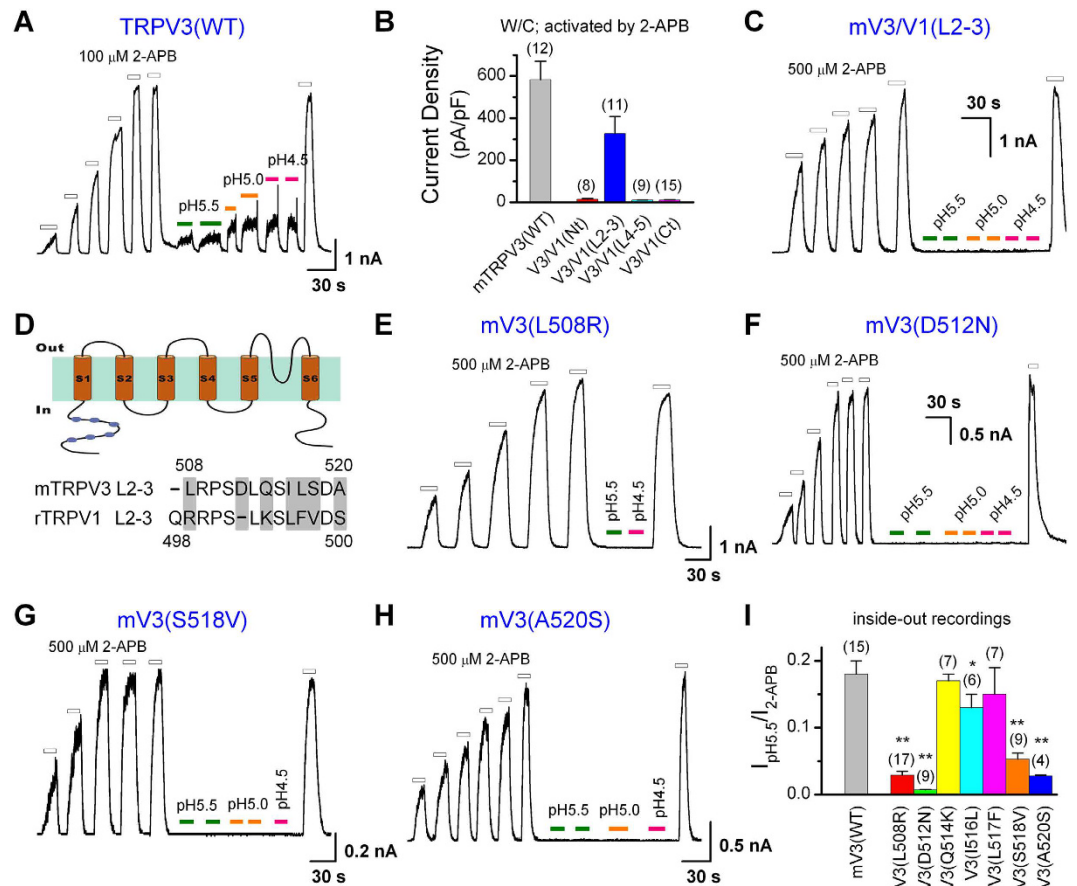 A
TRPV3(WT)
100 µM 2-APB
pH5.5
pH5.0
pH4.5
1 nA
30 s
B
W/C; activated by 2-APB
Current Density
(pA/pF)
600
400
200
0
(12)
(8)
(11)
(9)
(15)
mTRPV3(WT)
V3/V1(Nt)
V3/V1(L2-3)
V3/V1(L4-5)
V3/V1(Ct)
C
mV3/V1(L2-3)
500 µM 2-APB
30 s
1 nA
pH5.5
pH5.0
pH4.5
D
Out
S1 S2 S3 S4 S5 S6
In
508 520
mTRPV3 L2-3 –LRPSDLQSILSDA
rTRPV1 L2-3 QRRPS–LKSLFVDS
498 500
E
mV3(L508R)
500 µM 2-APB
pH5.5
pH4.5
1 nA
30 s
F
mV3(D512N)
500 µM 2-APB
30 s
0.5 nA
pH5.5
pH5.0
pH4.5
G
mV3(S518V)
500 µM 2-APB
pH5.5
pH5.0
pH4.5
0.2 nA
30 s
H
mV3(A520S)
500 µM 2-APB
pH5.5
pH5.0
pH4.5
0.5 nA
30 s
I
inside-out recordings
IpH5.5/I2-APB
0.2
0.1
0.0
(15)
**
(17)
**
(9)
(7)
*
(6)
(7)
**
(9)
**
(4)
mV3(WT)
V3(L508R)
V3(D512N)
V3(Q514K)
V3(I516L)
V3(L517F)
V3(S518V)
V3(A520S)